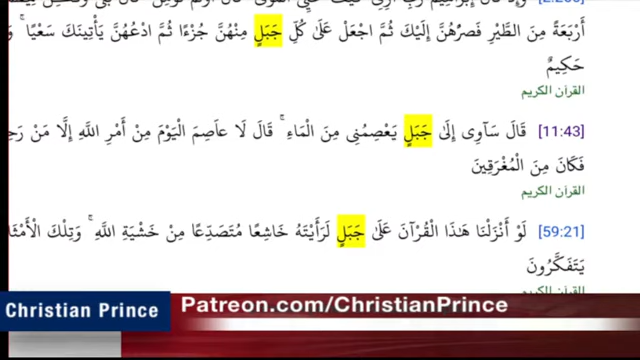 أَرْبَعَةً مِنَ الطَّيْرِ فَصُرْهُنَّ إِلَيْكَ ثُمَّ اجْعَلْ عَلَىٰ كُلِّ جَبَلٍ مِنْهُنَّ جُزْءًا ثُمَّ ادْعُهُنَّ يَأْتِينَكَ سَعْيًا ۚ
حَكِيمٌ
القرآن الكريم
[11:43] قَالَ سَآوِى إِلَىٰ جَبَلٍ يَعْصِمُنِى مِنَ الْمَاءِ ۚ قَالَ لَا عَاصِمَ الْيَوْمَ مِنْ أَمْرِ اللَّهِ إِلَّا مَنْ
فَكَانَ مِنَ الْمُغْرَقِينَ
القرآن الكريم
[59:21] لَوْ أَنْزَلْنَا هَٰذَا الْقُرْآنَ عَلَىٰ جَبَلٍ لَرَأَيْتَهُ خَاشِعًا مُتَصَدِّعًا مِنْ خَشْيَةِ اللَّهِ ۚ وَتِلْكَ
يَتَفَكَّرُونَ
Christian Prince
Patreon.com/ChristianPrince